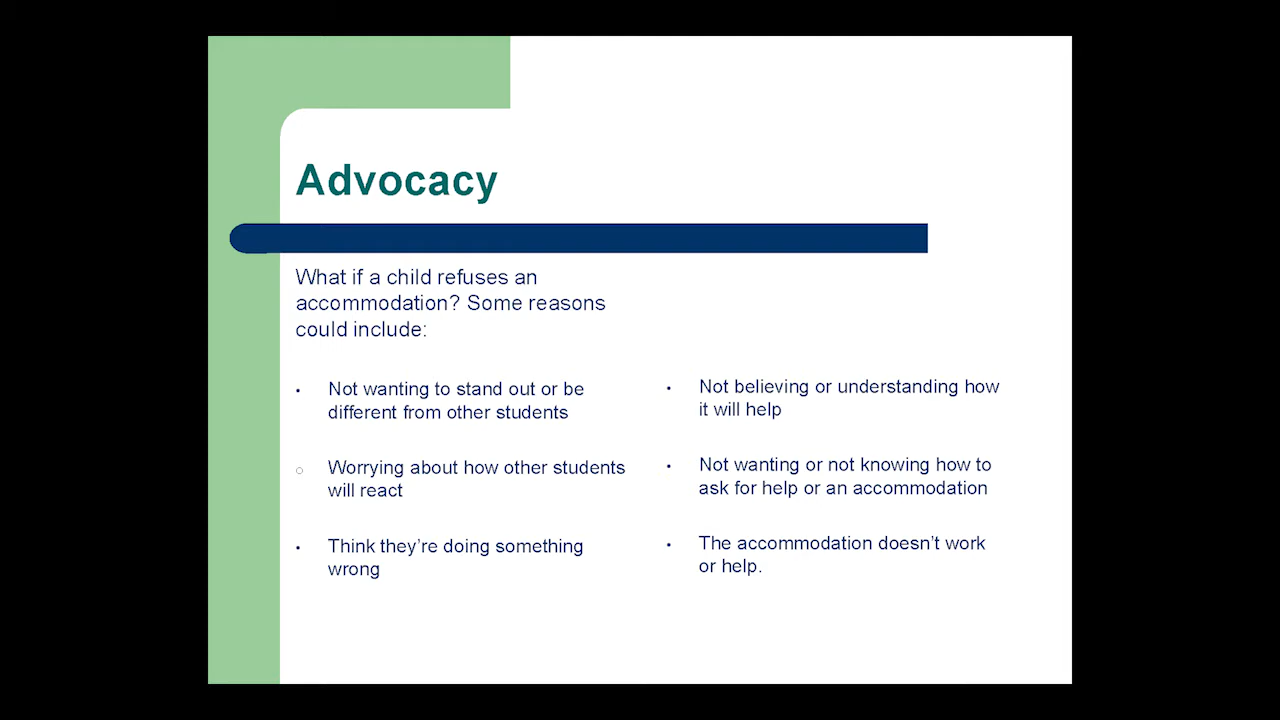 Advocacy
What if a child refuses an
accommodation? Some reasons
could include:
• Not wanting to stand out or be
different from other students
○ Worrying about how other students
will react
• Think they’re doing something
wrong
• Not believing or understanding how
it will help
• Not wanting or not knowing how to
ask for help or an accommodation
• The accommodation doesn’t work
or help.